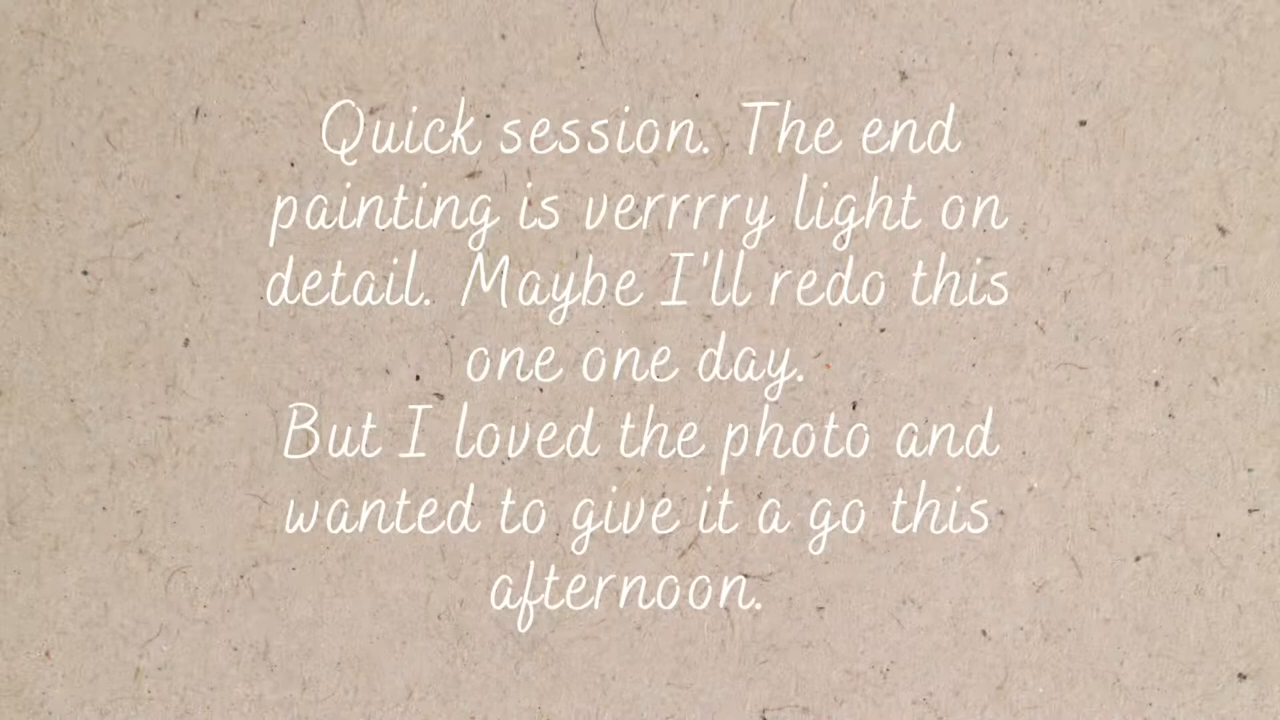 Quick session. The end
painting is verrrry light on
detail. Maybe I'll redo this
one one day.
But I loved the photo and
wanted to give it a go this
afternoon.